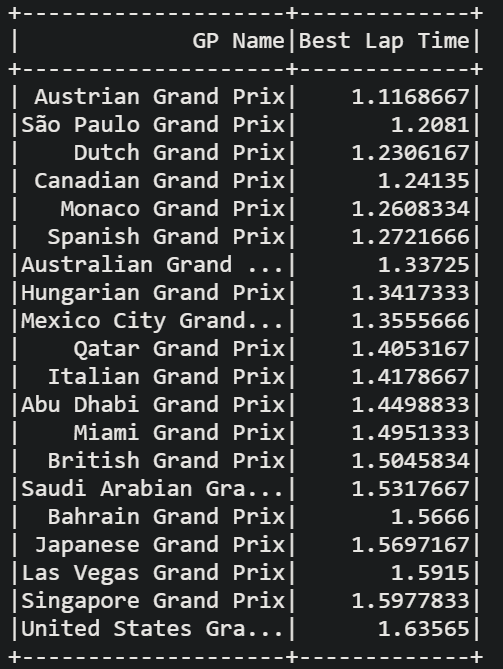 +--------------------+-------------+
|             GP Name|Best Lap Time|
+--------------------+-------------+
| Austrian Grand Prix|    1.1168667|
|São Paulo Grand Prix|       1.2081|
|    Dutch Grand Prix|    1.2306167|
| Canadian Grand Prix|      1.24135|
|   Monaco Grand Prix|    1.2608334|
|  Spanish Grand Prix|    1.2721666|
|Australian Grand ...|      1.33725|
|Hungarian Grand Prix|    1.3417333|
|Mexico City Grand...|    1.3555666|
|    Qatar Grand Prix|    1.4053167|
|  Italian Grand Prix|    1.4178667|
|Abu Dhabi Grand Prix|    1.4498833|
|    Miami Grand Prix|    1.4951333|
|  British Grand Prix|    1.5045834|
|Saudi Arabian Gra...|    1.5317667|
|  Bahrain Grand Prix|       1.5666|
| Japanese Grand Prix|    1.5697167|
|Las Vegas Grand Prix|       1.5915|
|Singapore Grand Prix|    1.5977833|
|United States Gra...|      1.63565|
+--------------------+-------------+